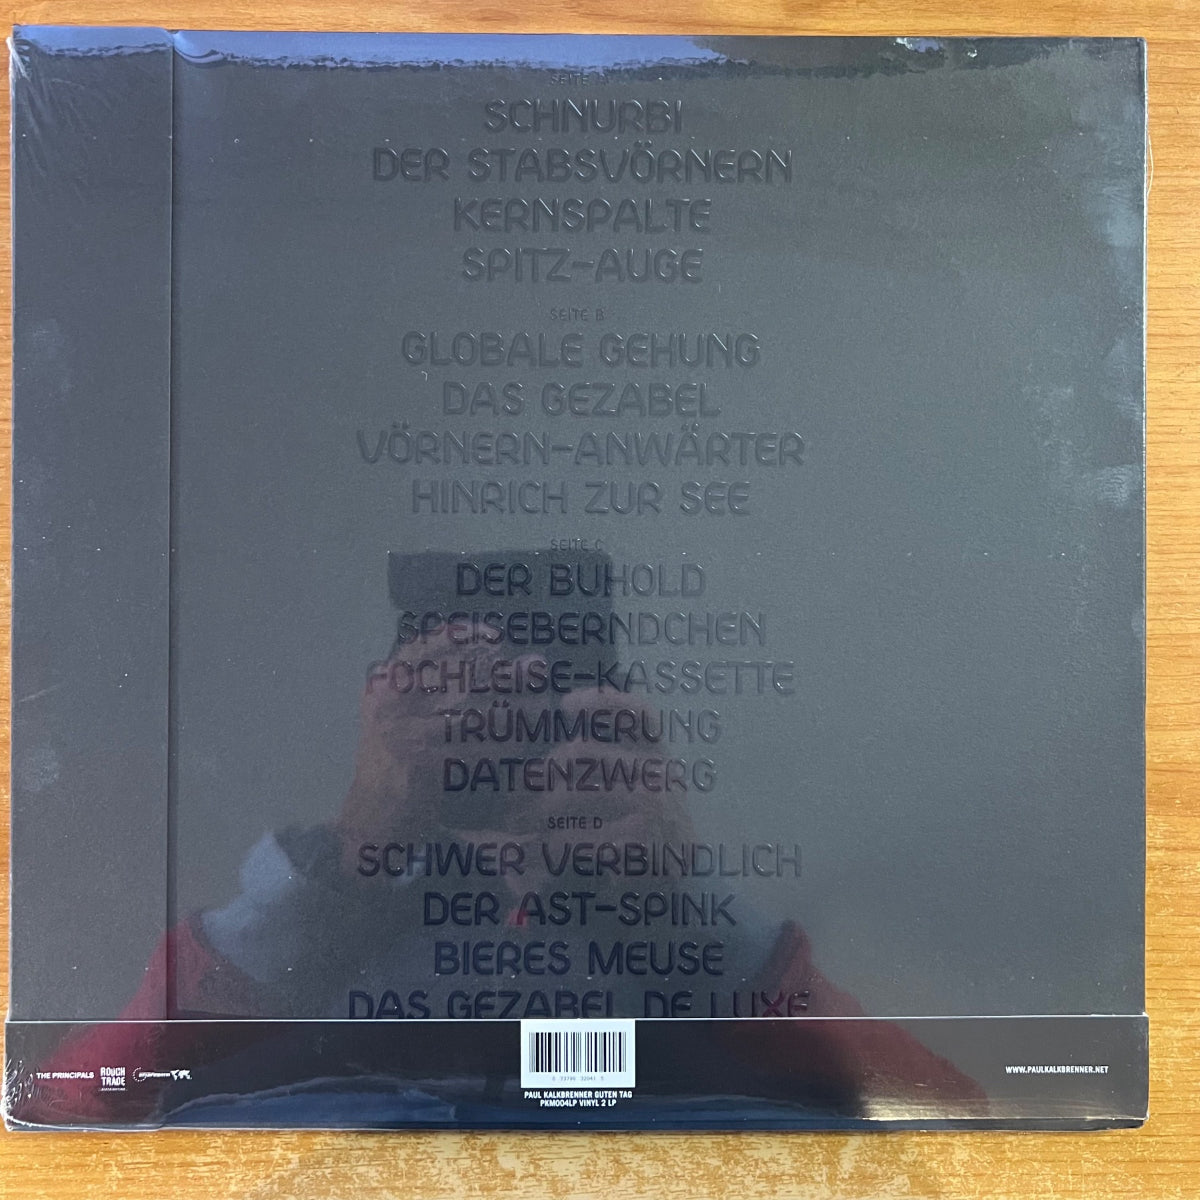 SEITE A
SCHNURBI
DER STABSVÖRNERN
KERNSPALTE
SPITZ-AUGE
SEITE B
GLOBALE GEHUNG
DAS GEZABEL
VÖRNERN-ANWÄRTER
HINRICH ZUR SEE
SEITE C
DER BUHOLD
SPEISEBERNDCHEN
FOCHLEISE-KASSETTE
TRÜMMERUNG
DATENZWERG
SEITE D
SCHWER VERBINDLICH
DER AST-SPINK
BIERES MEUSE
DAS GEZABEL DE LUXE
THE PRINCIPALS
ROUGH TRADE
WWW.PAULKALKBRENNER.NET
PAUL KALKBRENNER GUTEN TAG
PKM004LP VINYL 2 LP